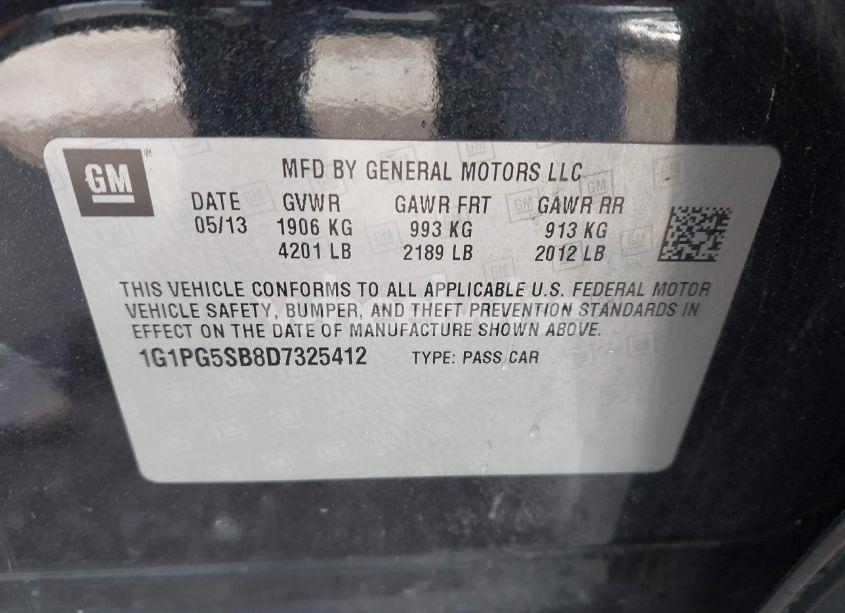 GM ®
MFD BY GENERAL MOTORS LLC
DATE GVWR GAWR FRT GAWR RR
05/13 1906 KG 993 KG 913 KG
4201 LB 2189 LB 2012 LB
THIS VEHICLE CONFORMS TO ALL APPLICABLE U.S. FEDERAL MOTOR
VEHICLE SAFETY, BUMPER, AND THEFT PREVENTION STANDARDS IN
EFFECT ON THE DATE OF MANUFACTURE SHOWN ABOVE.
1G1PG5SB8D7325412 TYPE: PASS CAR